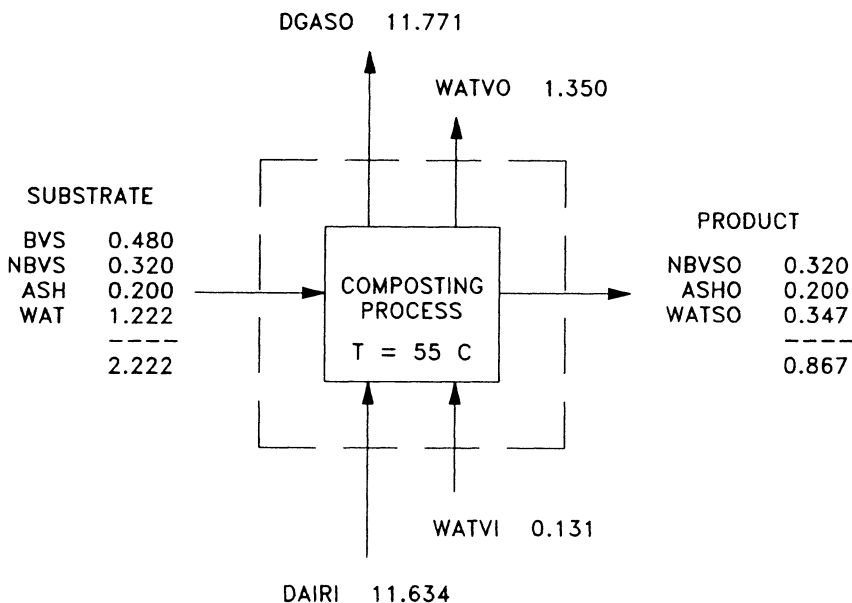 DGASO 11.771
WATVO 1.350
SUBSTRATE
BVS 0.480
NBVS 0.320
ASH 0.200
WAT 1.222
----
2.222
COMPOSTING
PROCESS
T = 55 C
PRODUCT
NBVSO 0.320
ASHO 0.200
WATSO 0.347
----
0.867
WATVI 0.131
DAIRI 11.634